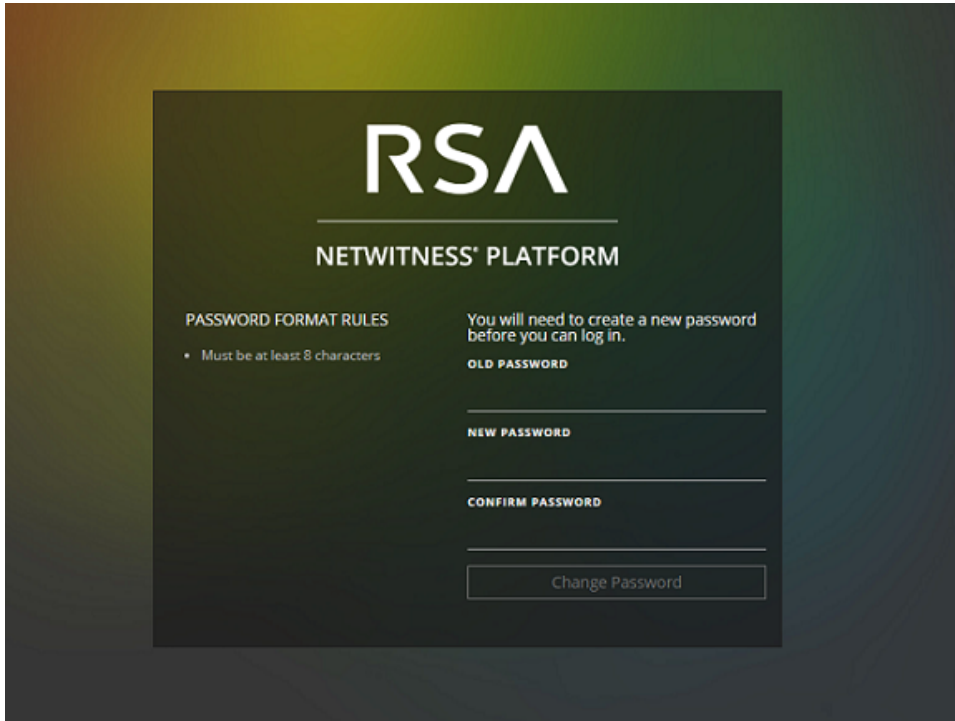 RSA
NETWITNESS® PLATFORM
PASSWORD FORMAT RULES
• Must be at least 8 characters
You will need to create a new password
before you can log in.
OLD PASSWORD
NEW PASSWORD
CONFIRM PASSWORD
Change Password